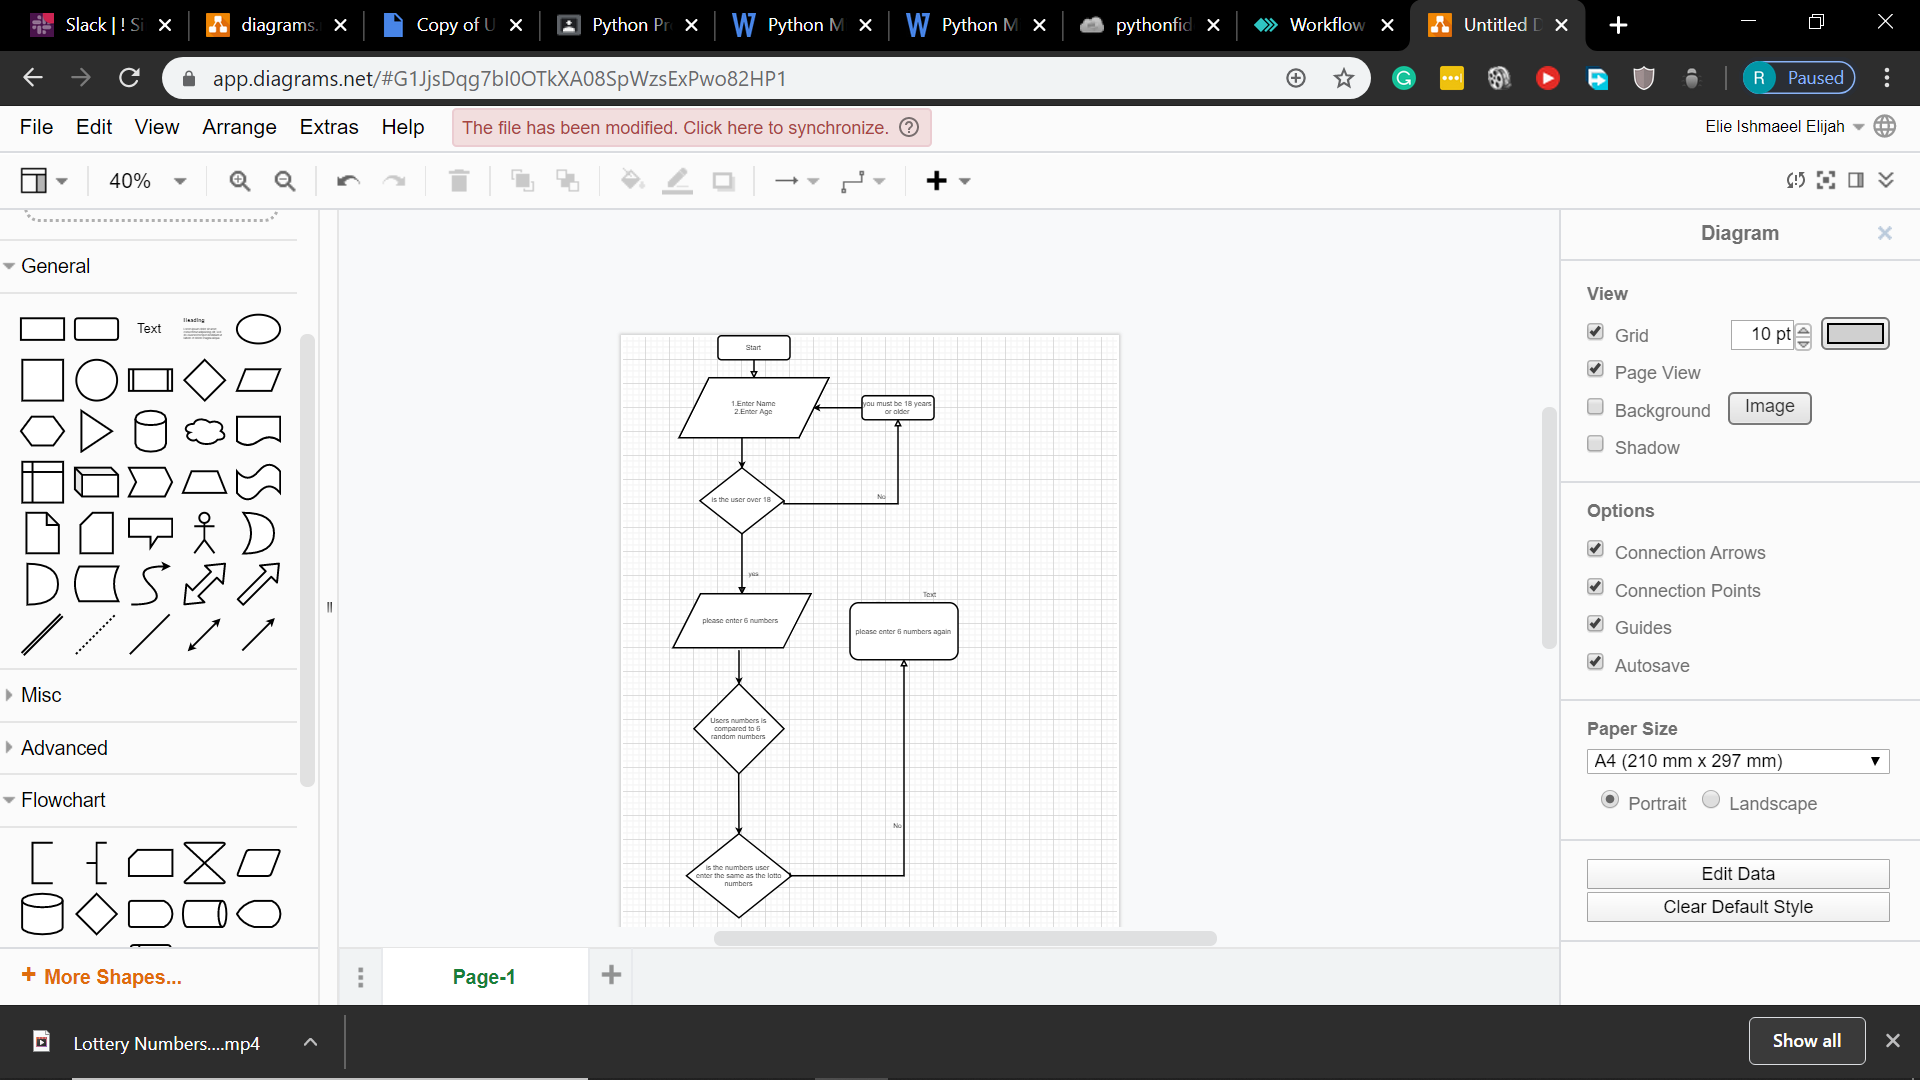 Slack | ! Si
diagrams.
Copy of U
Python Pr
Python M
Python M
pythonfid
Workflow
Untitled D
app.diagrams.net/#G1JjsDqg7bI0OTkXA08SpWzsExPwo82HP1
R Paused
File Edit View Arrange Extras Help
The file has been modified. Click here to synchronize.
Elie Ishmaeel Elijah
40%
General
Text
Heading
Misc
Advanced
Flowchart
+ More Shapes...
Start
1.Enter Name
2.Enter Age
you must be 18 years
or older
is the user over 18
No
yes
please enter 6 numbers
Text
please enter 6 numbers again
Users numbers is
compared to 6
random numbers
No
is the numbers user
enter the same as the lotto
numbers
Page-1
Diagram
View
Grid
10 pt
Page View
Background
Image
Shadow
Options
Connection Arrows
Connection Points
Guides
Autosave
Paper Size
A4 (210 mm x 297 mm)
Portrait
Landscape
Edit Data
Clear Default Style
Lottery Numbers....mp4
Show all